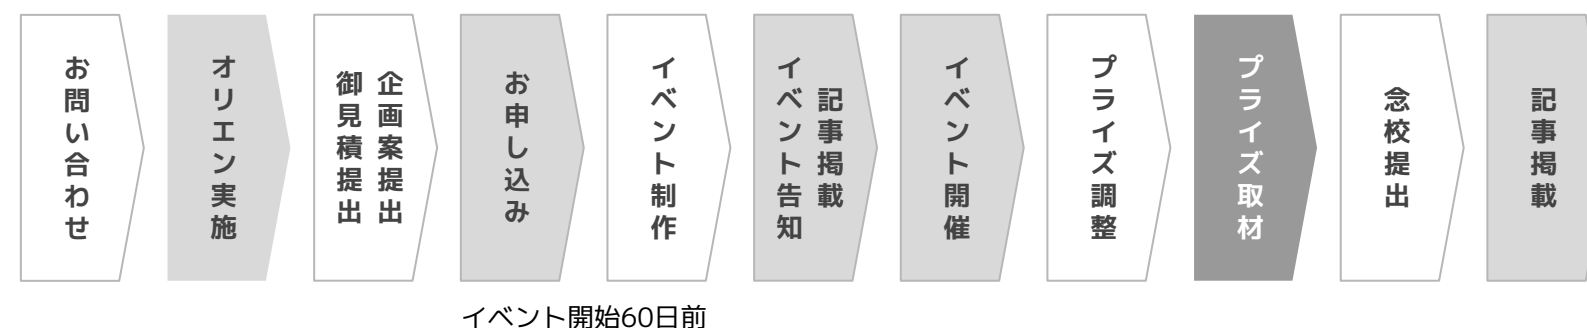 お問い合わせ
オリエン実施
企画案提出
御見積提出
お申し込み
イベント制作
記事掲載
イベント告知
イベント開催
プライズ調整
プライズ取材
念校提出
記事掲載
イベント開始60日前